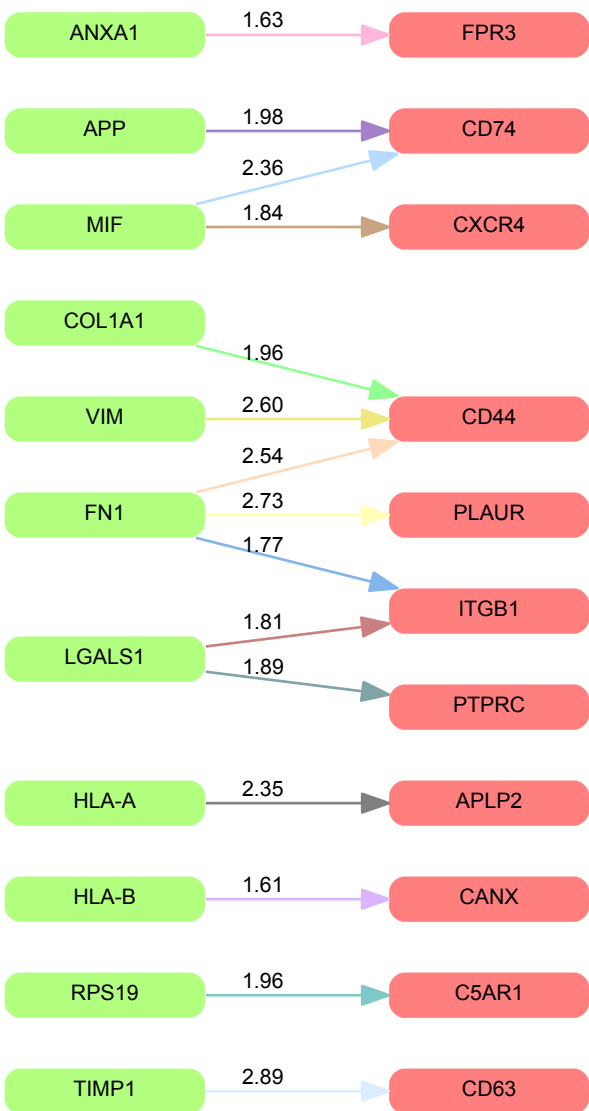 ANXA1 1.63 FPR3
APP 1.98 CD74
2.36
MIF 1.84 CXCR4
COL1A1
1.96
VIM 2.60 CD44
2.54
FN1 2.73 PLAUR
1.77
ITGB1
1.81
LGALS1
1.89
PTPRC
HLA-A 2.35 APLP2
HLA-B 1.61 CANX
RPS19 1.96 C5AR1
TIMP1 2.89 CD63